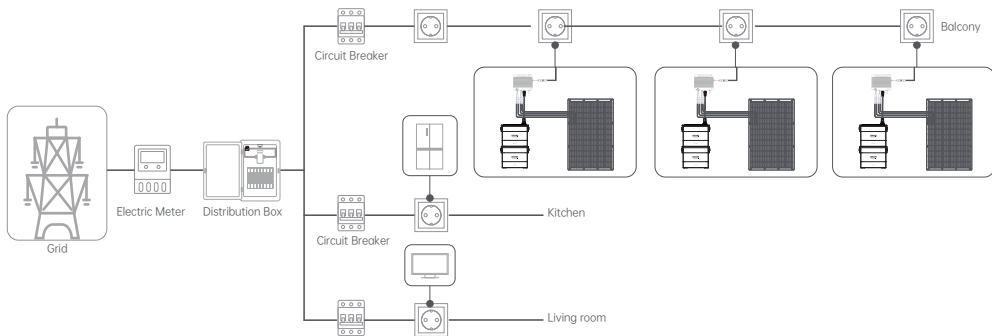 Balcony
Circuit Breaker
Electric Meter
Distribution Box
Kitchen
Circuit Breaker
Grid
Living room